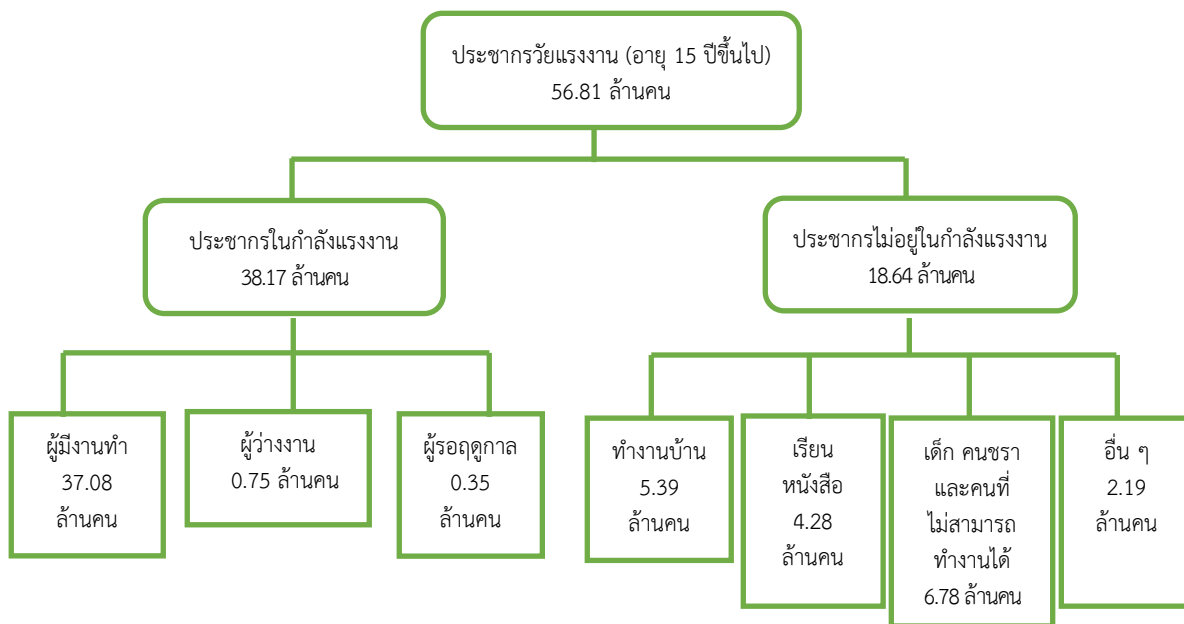 ประชากรวัยแรงงาน (อายุ 15 ปีขึ้นไป)
56.81 ล้านคน
ประชากรในกำลังแรงงาน
38.17 ล้านคน
ประชากรไม่อยู่ในกำลังแรงงาน
18.64 ล้านคน
ผู้มีงานทำ
37.08
ล้านคน
ผู้ว่างงาน
0.75 ล้านคน
ผู้รอฤดูกาล
0.35
ล้านคน
ทำงานบ้าน
5.39
ล้านคน
เรียน
หนังสือ
4.28
ล้านคน
เด็ก คนชรา
และคนที่
ไม่สามารถ
ทำงานได้
6.78 ล้านคน
อื่น ๆ
2.19
ล้านคน